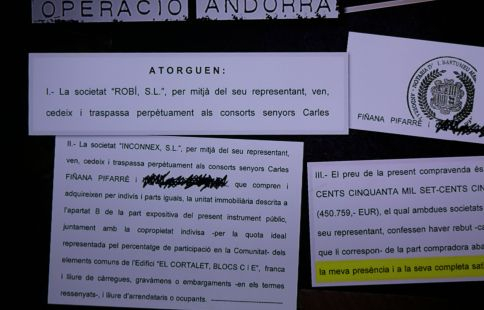 OPERACIÓ ANDORRA
ATORGUEN:
I.- La societat "ROBÍ, S.L.", per mitjà del seu representant, ven,
cedeix i traspassa perpètuament als consorts senyors Carles
FIÑANA PIFARRÉ i
II.- La societat "INCONNEX, S.L.", per mitjà del seu representant,
ven, cedeix i traspassa perpètuament als consorts senyors Carles
FIÑANA PIFARRÉ i que compren i
adquireixen per indivís i parts iguals, la unitat immobiliària descrita a
l'apartat B de la part expositiva del present instrument públic,
juntament amb la copropietat indivisa -per la quota ideal
representada pel percentatge de participació en la Comunitat- dels
elements comuns de l'Edifici "EL CORTALET, BLOCS C I E", franca
i lliure de càrregues, gravàmens o embargaments -en els termes
ressenyats-, i lliure d'arrendataris o ocupants.
III.- El preu de la present compravenda és
CENTS CINQUANTA MIL SET-CENTS CIN
(450.759,- EUR), el qual ambdues societats
seu representant, confessen haver rebut
que li correspon- de la part compradora aba
la meva presència i a la seva completa sat